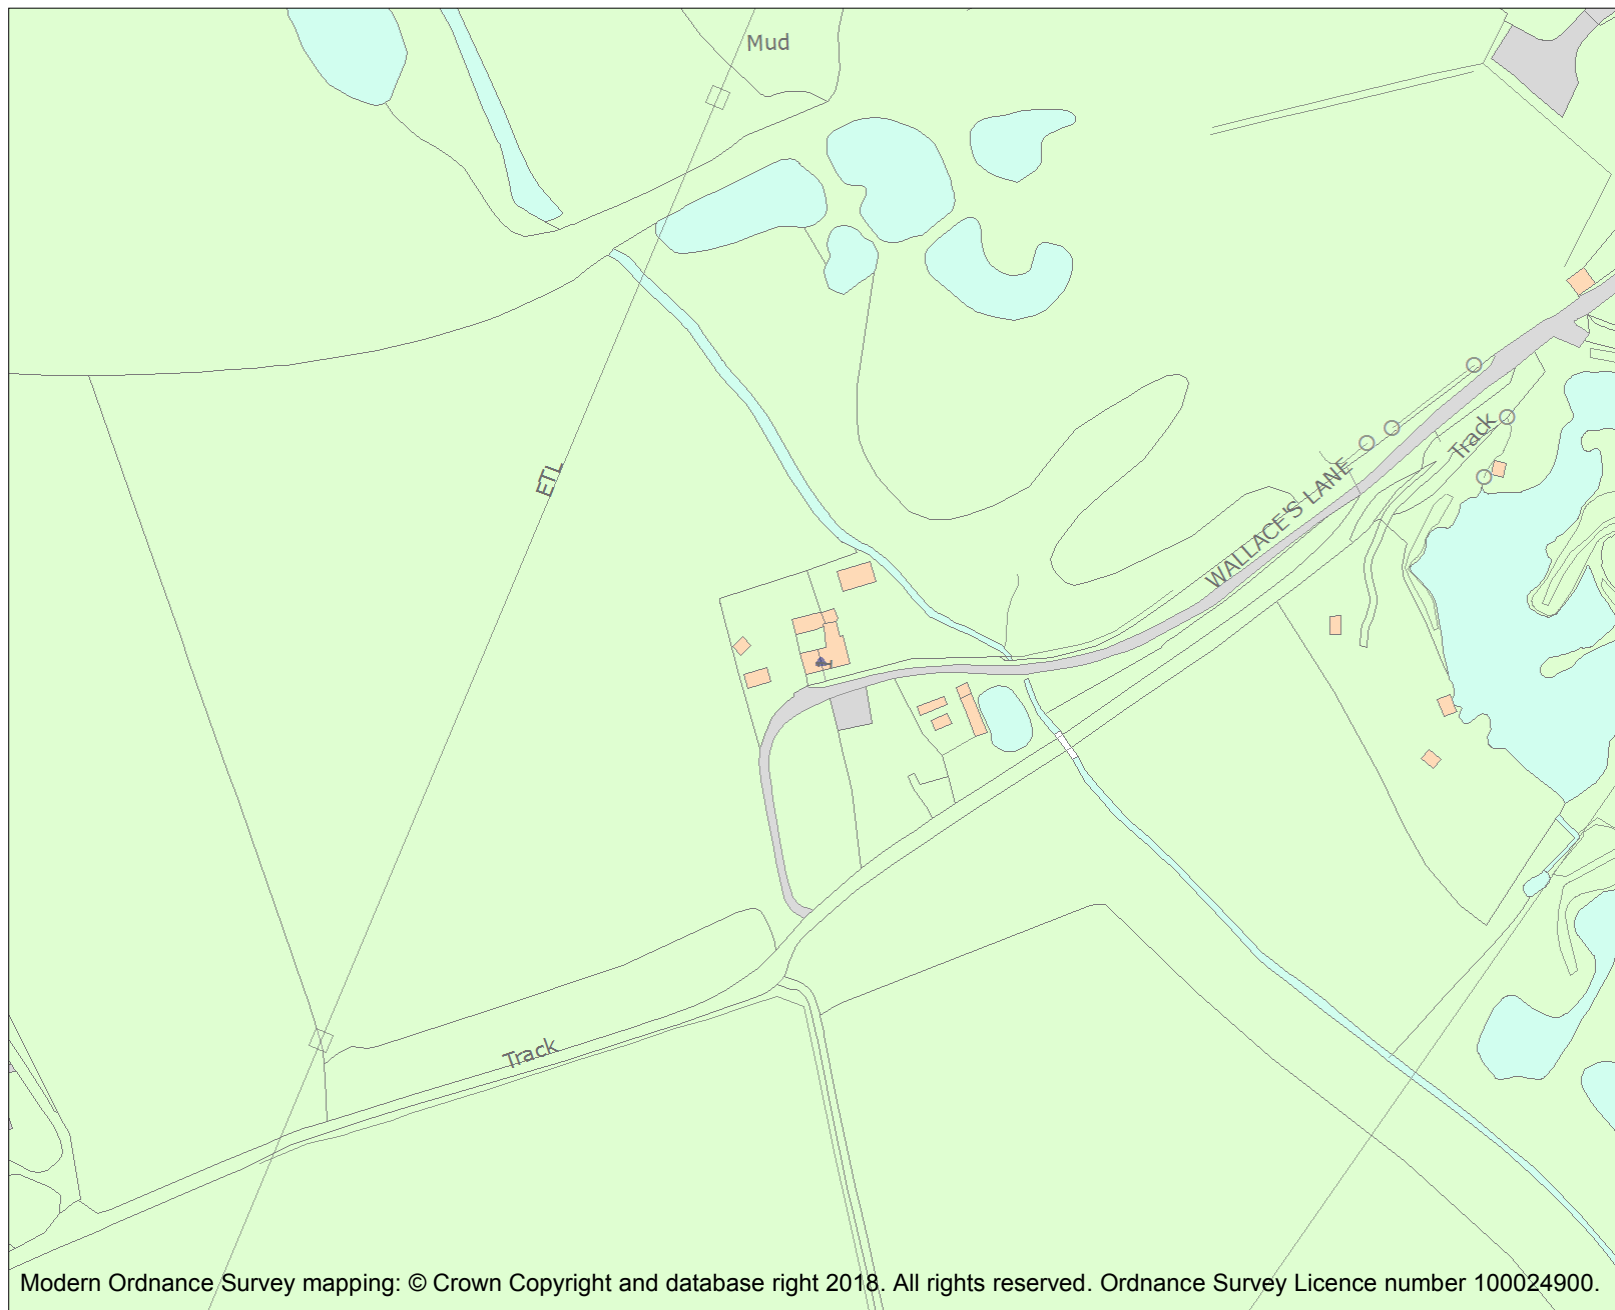 Mud
ETL
WALLACE'S LANE
Track
Track
Modern Ordnance Survey mapping: © Crown Copyright and database right 2018. All rights reserved. Ordnance Survey Licence number 100024900.